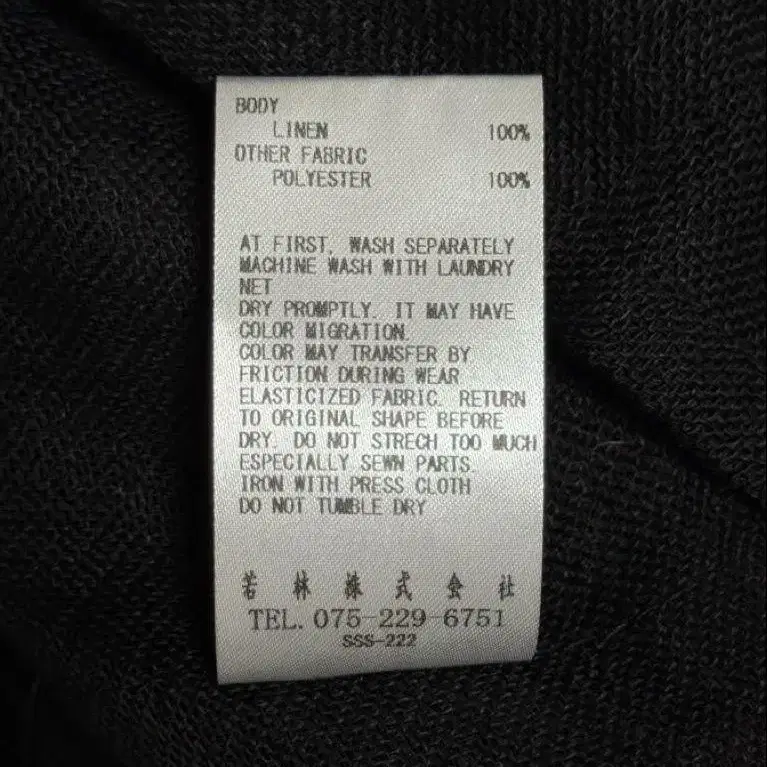 BODY
LINEN 100%
OTHER FABRIC
POLYESTER 100%
AT FIRST, WASH SEPARATELY
MACHINE WASH WITH LAUNDRY
NET
DRY PROMPTLY. IT MAY HAVE
COLOR MIGRATION.
COLOR MAY TRANSFER BY
FRICTION DURING WEAR
ELASTICIZED FABRIC. RETURN
TO ORIGINAL SHAPE BEFORE
DRY. DO NOT STRECH TOO MUCH
ESPECIALLY SEWN PARTS.
IRON WITH PRESS CLOTH
DO NOT TUMBLE DRY
若林株式会社
TEL. 075-229-6751
SSS-222